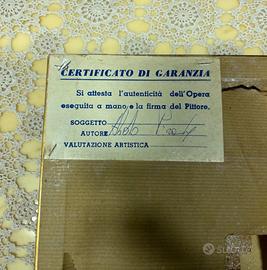 CERTIFICATO DI GARANZIA
Si attesta l'autenticità dell'Opera
eseguita a mano, e la firma del Pittore.
SOGGETTO
AUTORE
VALUTAZIONE ARTISTICA
subito